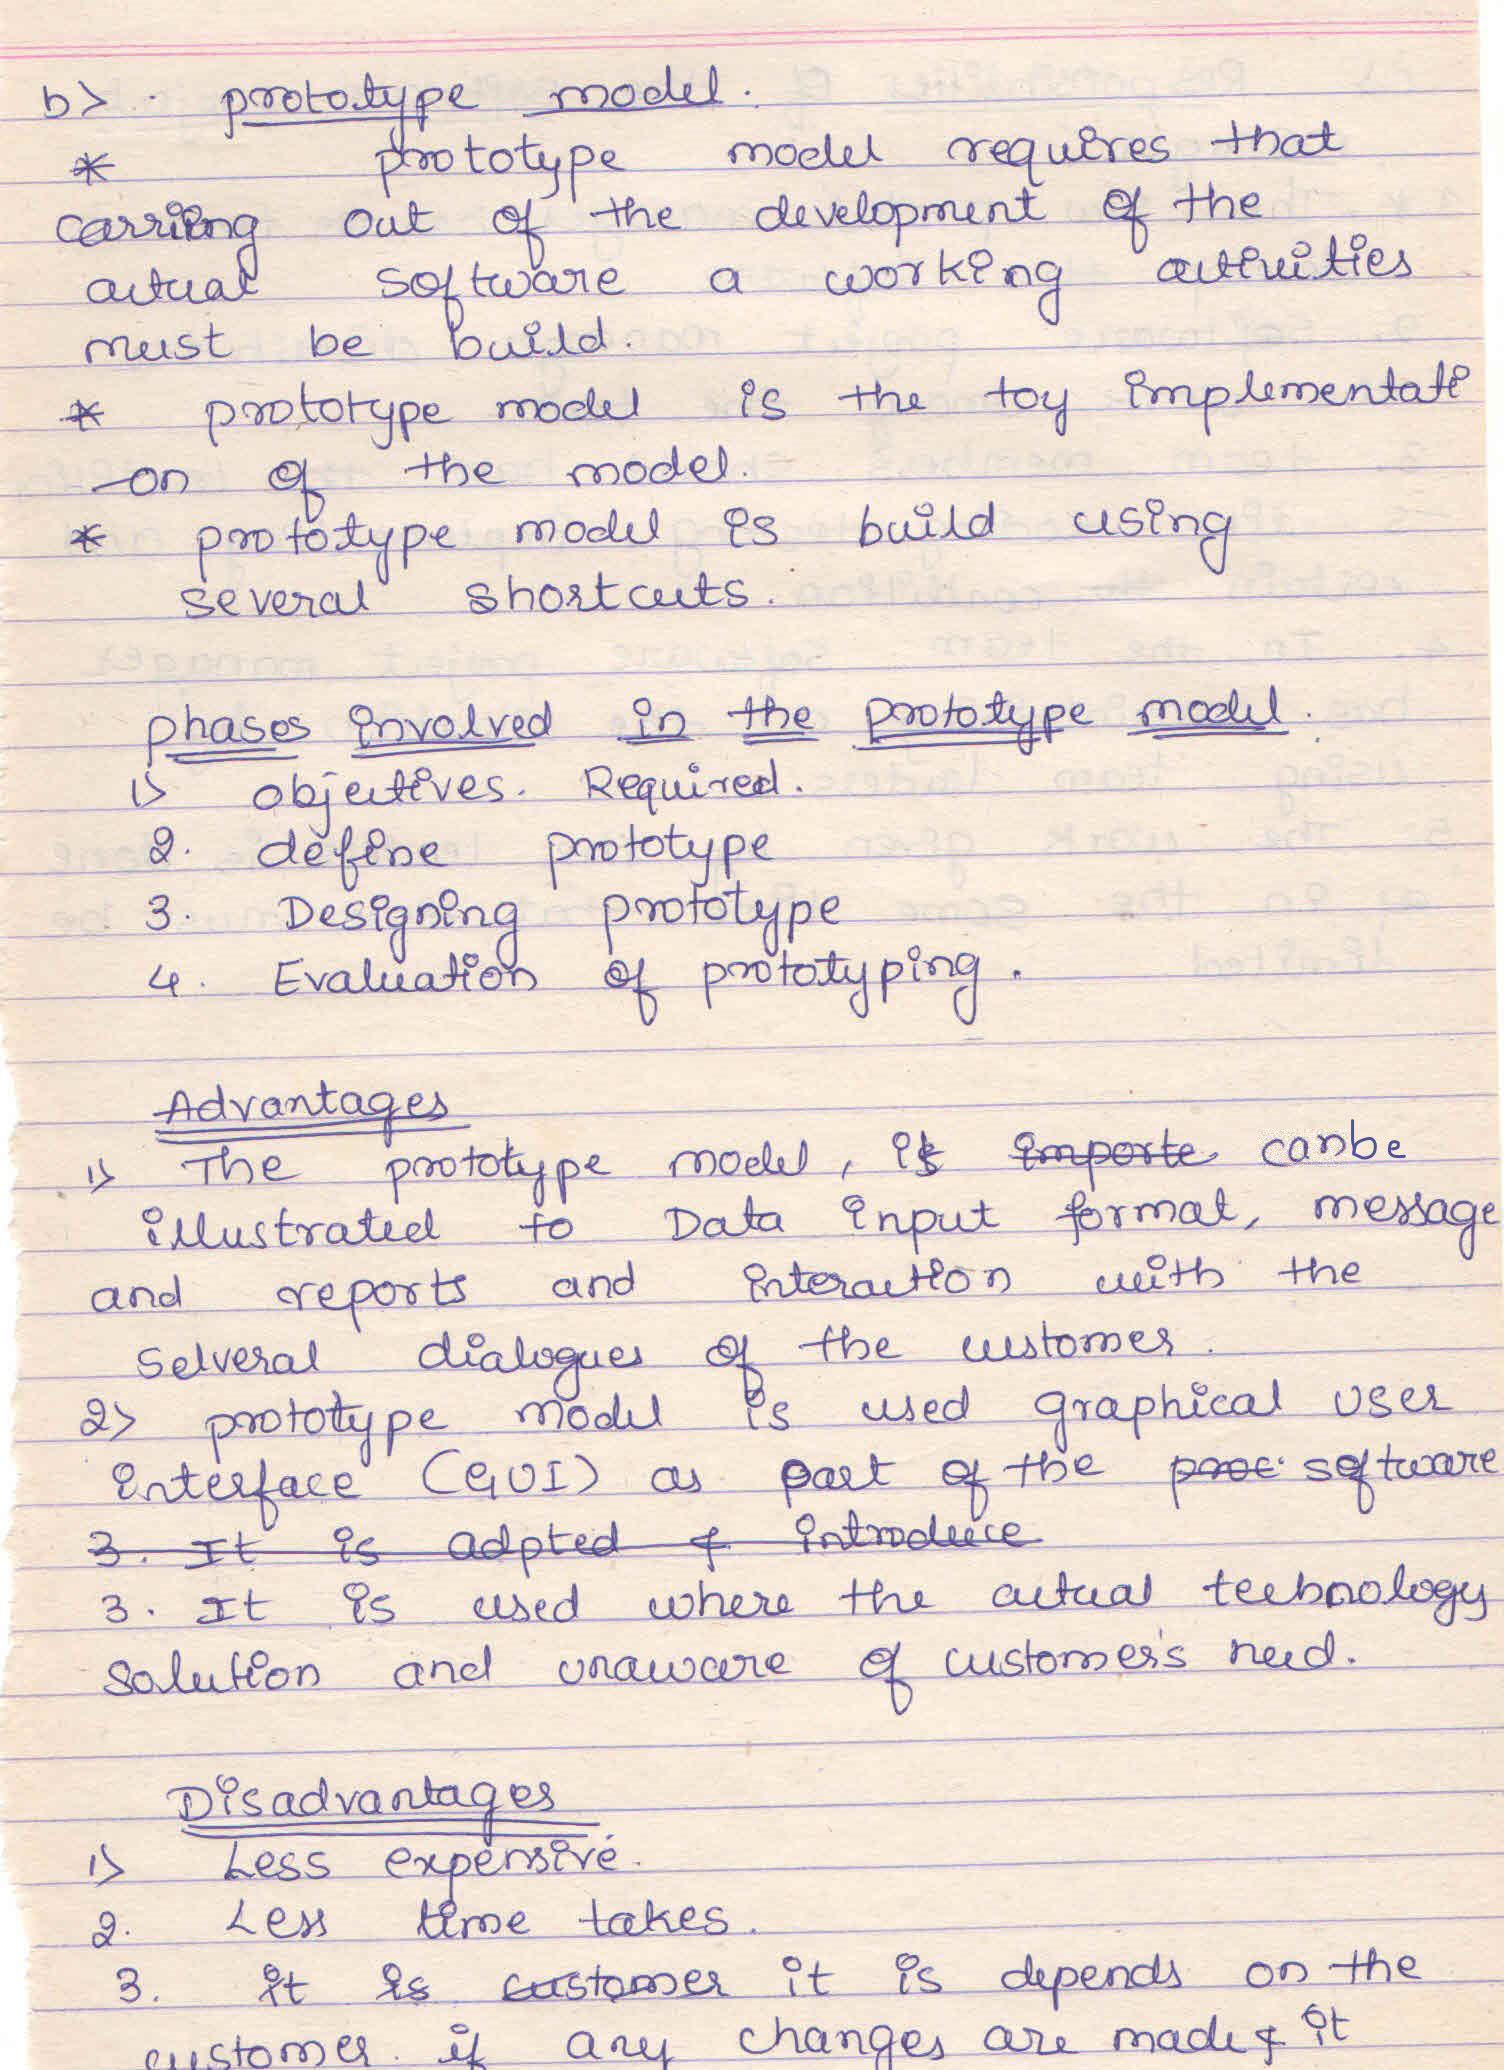 b> prototype model.
* prototype model requires that
carriing out of the development of the
actual software a working activities
must be build.
* prototype model is the toy implementati
-on of the model.
* prototype model is build using
several shortcuts.
phases involved in the prototype model.
1> objectives. Required.
2. define prototype
3. Designing prototype
4. Evaluation of prototyping.
Advantages
1> The prototype model, is importe canbe
illustrated to Data input format, message
and reports and interaction with the
selveral dialogues of the customer.
2> prototype model is used graphical user
interface (GUI) as part of the proc software
3. It is adpted & introduce
3. It is used where the actual technology
solution and unaware of customer's need.
Disadvantages
1> Less expensive.
2. Less time takes.
3. it is customer it is depends on the
customer. if any changes are made & it